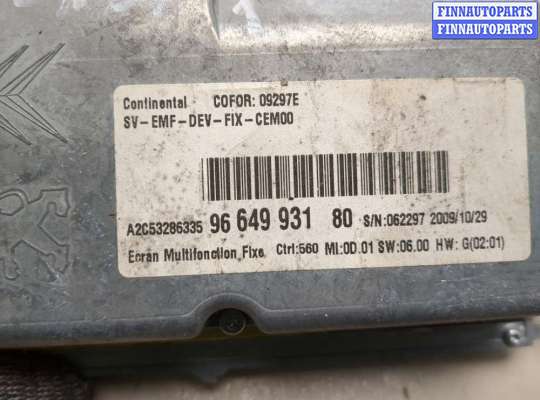 FINNAUTOPARTS
FINNAUTOPARTS
FINNAUTOPARTS
Continental COFOR: 09297E
SV-EMF-DEV-FIX-CEM00
A2C53286335 96 649 931 80 S/N:062297 2009/10/29
Ecran Multifonction Fixe Ctrl:560 MI:0D.01 SW:06.00 HW: G(02:01)